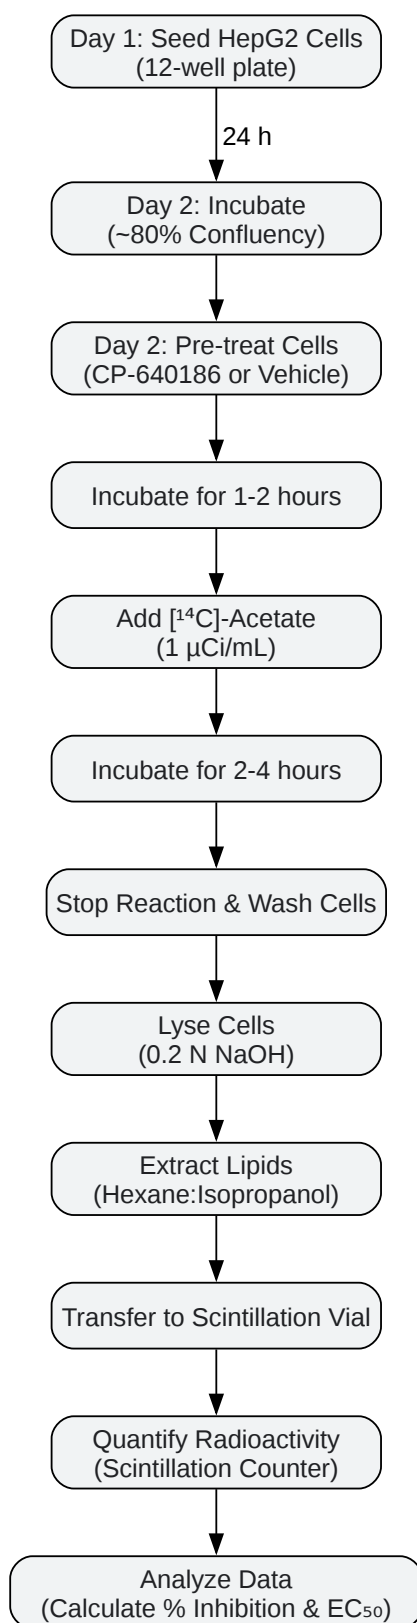 Day 1: Seed HepG2 Cells
(12-well plate)
24 h
Day 2: Incubate
(~80% Confluency)
Day 2: Pre-treat Cells
(CP-640186 or Vehicle)
Incubate for 1-2 hours
Add [¹⁴C]-Acetate
(1 µCi/mL)
Incubate for 2-4 hours
Stop Reaction & Wash Cells
Lyse Cells
(0.2 N NaOH)
Extract Lipids
(Hexane:Isopropanol)
Transfer to Scintillation Vial
Quantify Radioactivity
(Scintillation Counter)
Analyze Data
(Calculate % Inhibition & EC₅₀)